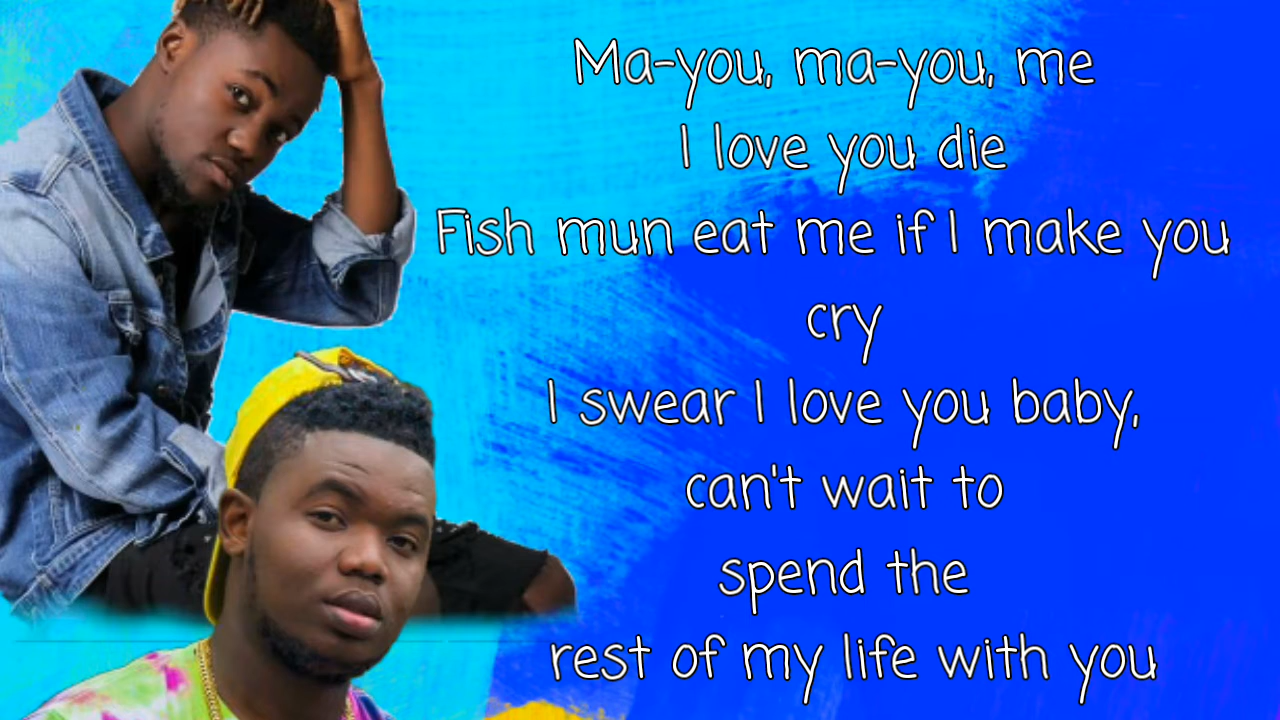 Ma-you, ma-you, me
I love you die
Fish mun eat me if I make you
cry
I swear I love you baby,
can't wait to
spend the
rest of my life with you